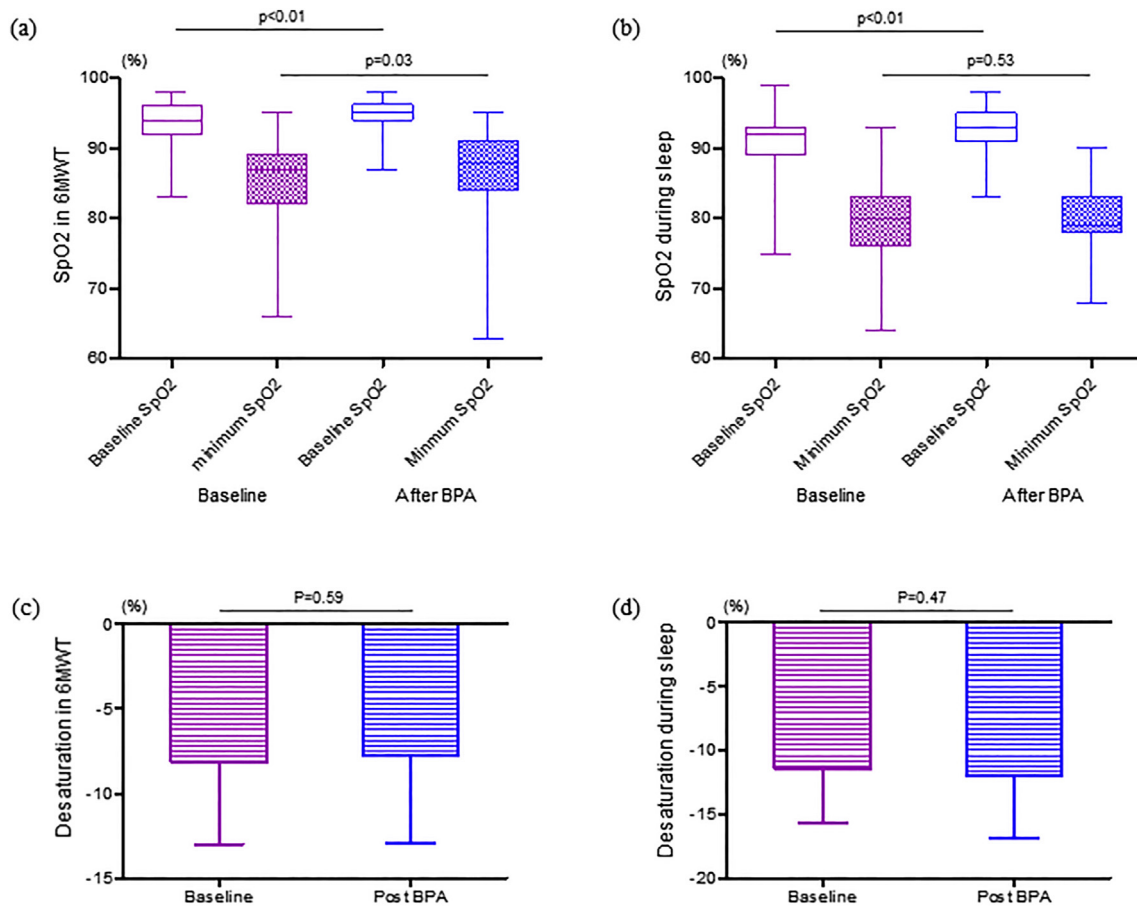 (a)
p<0.01
(%)
p=0.03
100
90
80
70
60
SpO2 in 6MWT
Baseline SpO2
minimum SpO2
Baseline SpO2
Minmum SpO2
Baseline
After BPA
(b)
p<0.01
(%)
p=0.53
100
90
80
70
60
SpO2 during sleep
Baseline SpO2
Minimum SpO2
Baseline SpO2
Minimum SpO2
Baseline
After BPA
(c)
(%)
P=0.59
0
-5
-10
-15
Desaturation in 6MWT
Baseline
Post BPA
(d)
(%)
P=0.47
0
-5
-10
-15
-20
Desaturation during sleep
Baseline
Post BPA